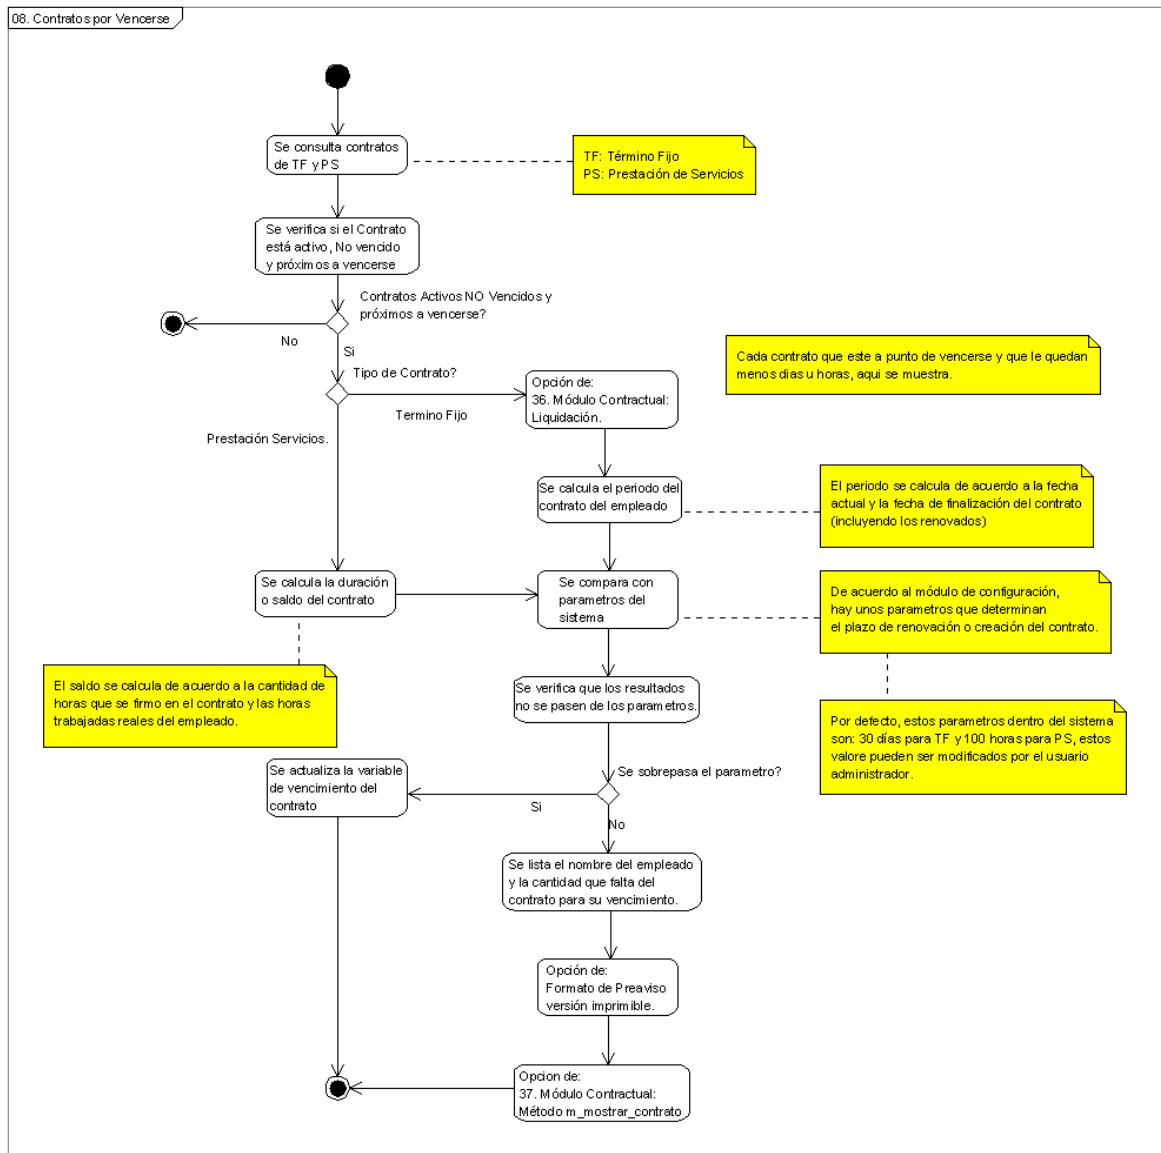 08. Contratos por Vencerse
Se consulta contratos
de TF y PS
TF: Término Fijo
PS: Prestación de Servicios
Se verifica si el Contrato
está activo, No vencido
y próximos a vencerse
Contratos Activos NO Vencidos y
próximos a vencerse?
No
Si
Cada contrato que este a punto de vencerse y que le quedan
menos dias u horas, aqui se muestra.
Tipo de Contrato?
Opción de:
36. Módulo Contractual:
Liquidación.
Termino Fijo
Prestación Servicios.
Se calcula el periodo del
contrato del empleado
El periodo se calcula de acuerdo a la fecha
actual y la fecha de finalización del contrato
(incluyendo los renovados)
Se calcula la duración
o saldo del contrato
Se compara con
parametros del
sistema
De acuerdo al módulo de configuración,
hay unos parametros que determinan
el plazo de renovación o creación del contrato.
El saldo se calcula de acuerdo a la cantidad de
horas que se firmo en el contrato y las horas
trabajadas reales del empleado.
Se verifica que los resultados
no se pasen de los parametros.
Por defecto, estos parametros dentro del sistema
son: 30 días para TF y 100 horas para PS, estos
valore pueden ser modificados por el usuario
administrador.
Se actualiza la variable
de vencimiento del
contrato
Se sobrepasa el parametro?
Si
No
Se lista el nombre del empleado
y la cantidad que falta del
contrato para su vencimiento.
Opción de:
Formato de Preaviso
versión imprimible.
Opcion de:
37. Módulo Contractual:
Método m_mostrar_contrato